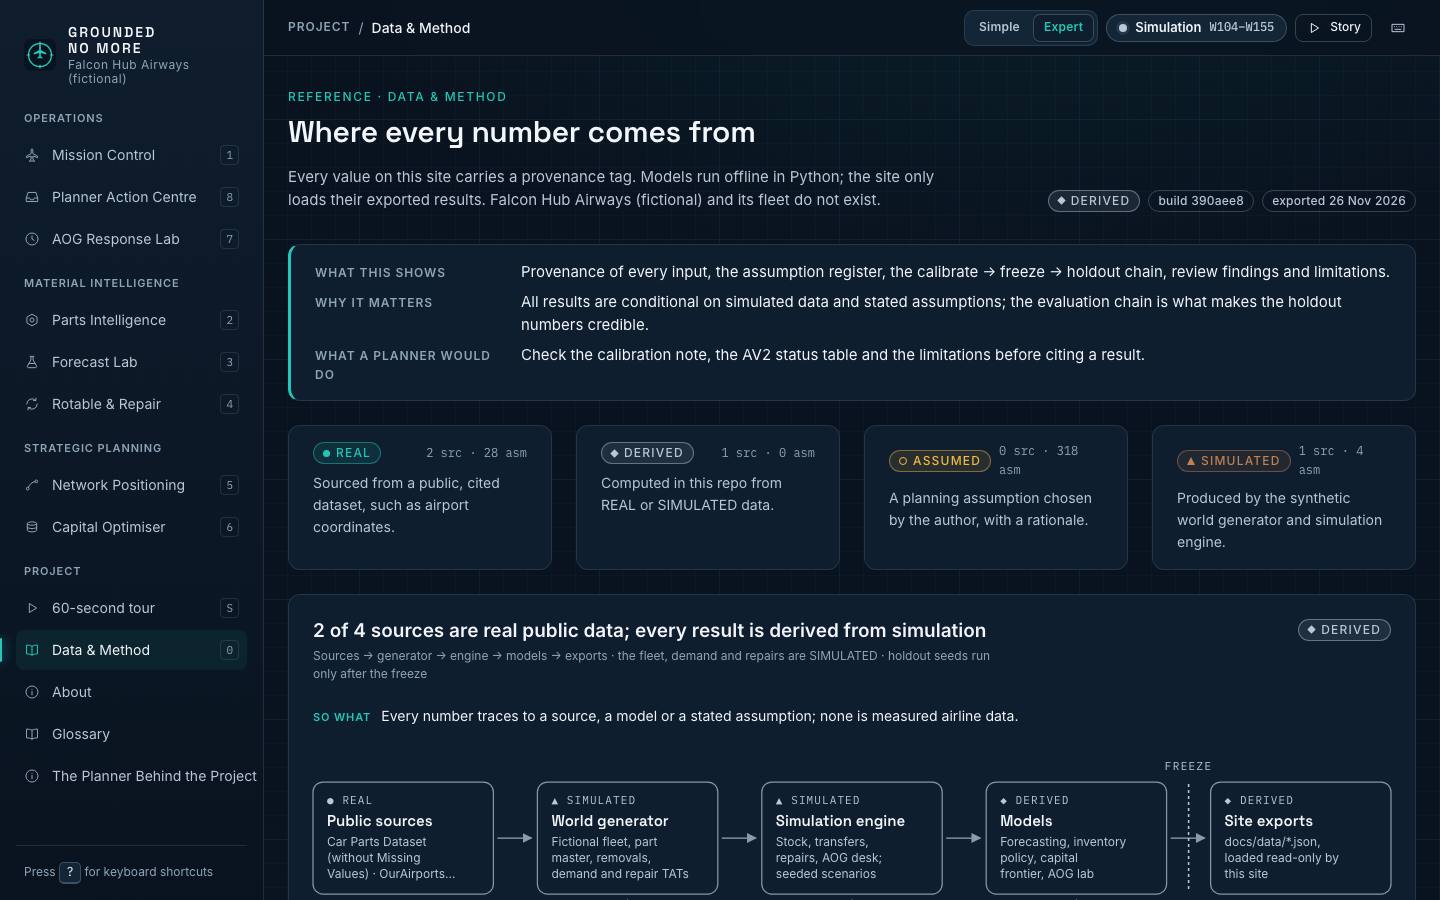 GROUNDED
NO MORE
Falcon Hub Airways
(fictional)
OPERATIONS
Mission Control 1
Planner Action Centre 8
AOG Response Lab 7
MATERIAL INTELLIGENCE
Parts Intelligence 2
Forecast Lab 3
Rotable & Repair 4
STRATEGIC PLANNING
Network Positioning 5
Capital Optimiser 6
PROJECT
60-second tour S
Data & Method 0
About
Glossary
The Planner Behind the Project
Press ? for keyboard shortcuts
PROJECT / Data & Method
Simple Expert Simulation W104–W155 Story
REFERENCE · DATA & METHOD
Where every number comes from
Every value on this site carries a provenance tag. Models run offline in Python; the site only
loads their exported results. Falcon Hub Airways (fictional) and its fleet do not exist.
◆ DERIVED build 390aee8 exported 26 Nov 2026
WHAT THIS SHOWS Provenance of every input, the assumption register, the calibrate → freeze → holdout chain, review findings and limitations.
WHY IT MATTERS All results are conditional on simulated data and stated assumptions; the evaluation chain is what makes the holdout
numbers credible.
WHAT A PLANNER WOULD
DO
Check the calibration note, the AV2 status table and the limitations before citing a result.
● REAL 2 src · 28 asm
Sourced from a public, cited
dataset, such as airport
coordinates.
◆ DERIVED 1 src · 0 asm
Computed in this repo from
REAL or SIMULATED data.
○ ASSUMED 0 src · 318
asm
A planning assumption chosen
by the author, with a rationale.
▲ SIMULATED 1 src · 4
asm
Produced by the synthetic
world generator and simulation
engine.
2 of 4 sources are real public data; every result is derived from simulation
◆ DERIVED
Sources → generator → engine → models → exports · the fleet, demand and repairs are SIMULATED · holdout seeds run
only after the freeze
SO WHAT Every number traces to a source, a model or a stated assumption; none is measured airline data.
FREEZE
● REAL
Public sources
Car Parts Dataset
(without Missing
Values) · OurAirports…
▲ SIMULATED
World generator
Fictional fleet, part
master, removals,
demand and repair TATs
▲ SIMULATED
Simulation engine
Stock, transfers,
repairs, AOG desk;
seeded scenarios
◆ DERIVED
Models
Forecasting, inventory
policy, capital
frontier, AOG lab
◆ DERIVED
Site exports
docs/data/*.json,
loaded read-only by
this site